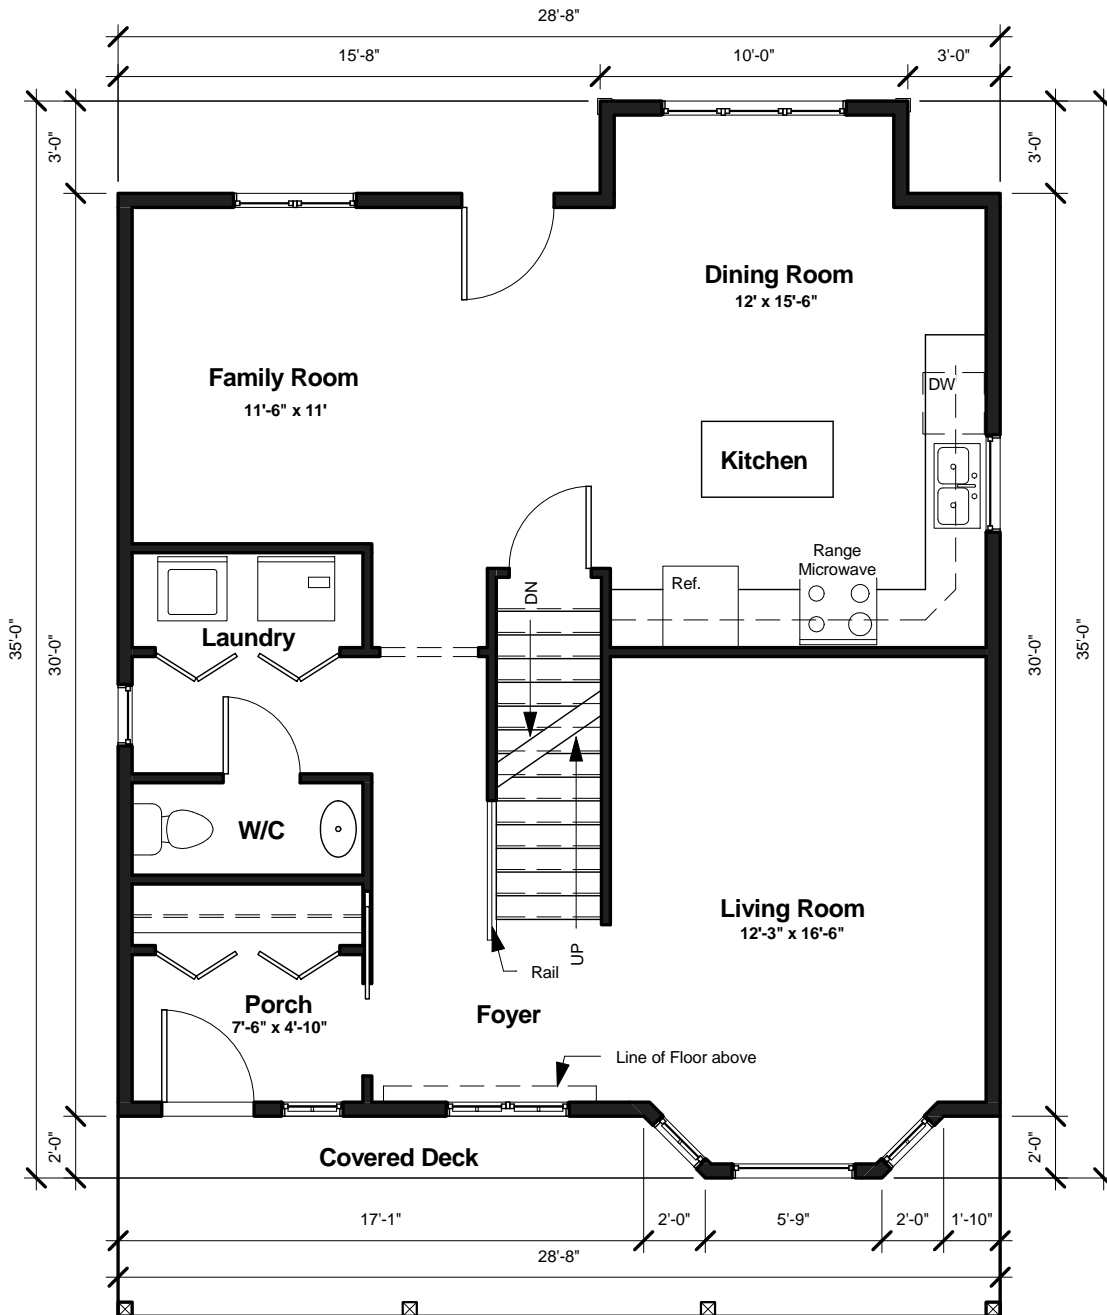 28'-8"
15'-8"
10'-0"
3'-0"
3'-0"
3'-0"
Dining Room
12' x 15'-6"
Family Room
11'-6" x 11'
DW
Kitchen
Range
Microwave
Ref.
DN
Laundry
35'-0"
30'-0"
30'-0"
35'-0"
W/C
Living Room
12'-3" x 16'-6"
UP
Rail
Porch
7'-6" x 4'-10"
Foyer
Line of Floor above
2'-0"
Covered Deck
2'-0"
17'-1"
2'-0"
5'-9"
2'-0"
1'-10"
28'-8"